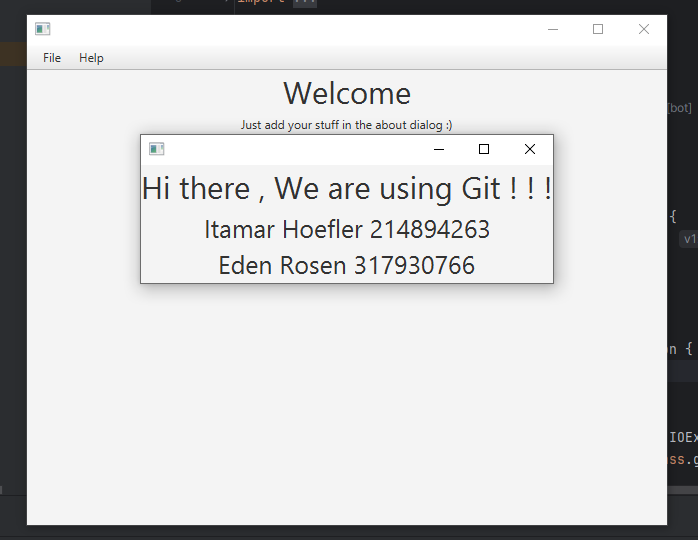 import ...
File Help
Welcome
Just add your stuff in the about dialog :)
[bot]
Hi there , We are using Git ! ! !
{
Itamar Hoefler 214894263
v1
Eden Rosen 317930766
n {
IOEx
ss.g